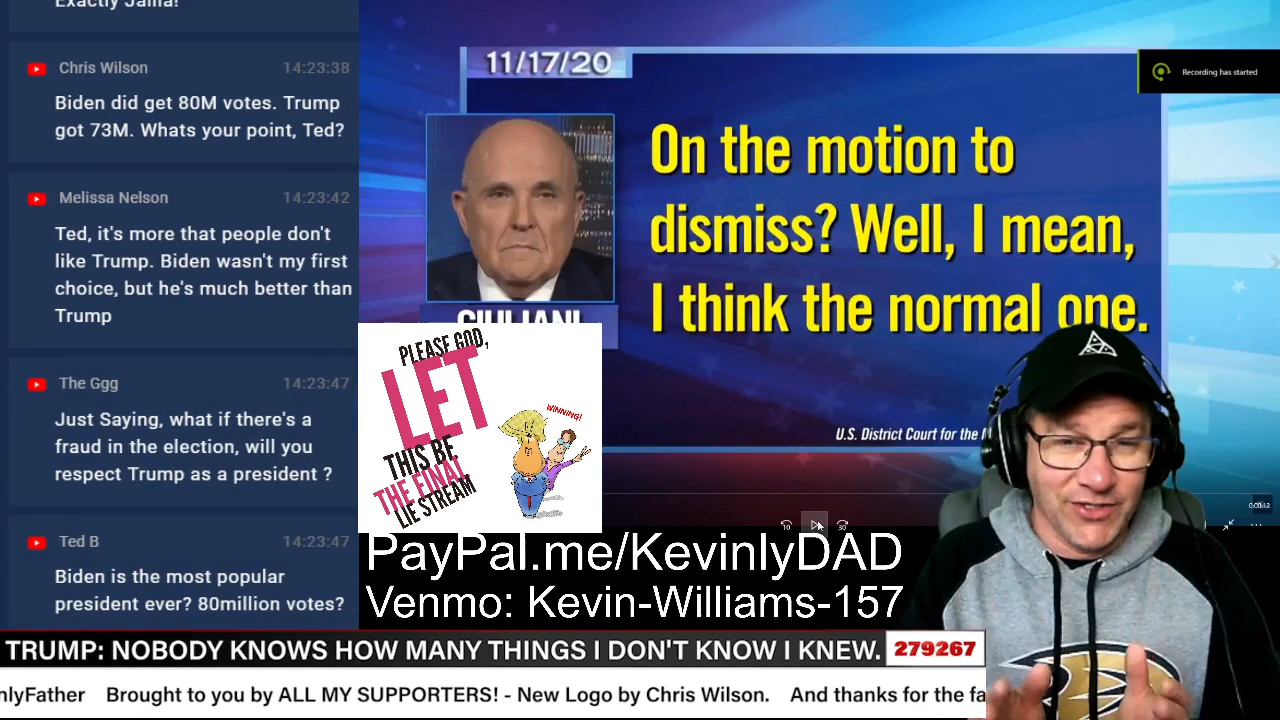 Exactly Jaina!
Chris Wilson
14:23:38
Biden did get 80M votes. Trump
got 73M. Whats your point, Ted?
Melissa Nelson
14:23:42
Ted, it's more that people don't
like Trump. Biden wasn't my first
choice, but he's much better than
Trump
The Ggg
14:23:47
Just Saying, what if there's a
fraud in the election, will you
respect Trump as a president ?
Ted B
14:23:47
Biden is the most popular
president ever? 80million votes?
11/17/20
On the motion to
dismiss? Well, I mean,
I think the normal one.
GIULIANI
U.S. District Court for the
Recording has started
PLEASE GOD,
LET
THIS BE
THE FINAL
LIE STREAM
WINNING!
10
30
PayPal.me/KevinlyDAD
Venmo: Kevin-Williams-157
TRUMP: NOBODY KNOWS HOW MANY THINGS I DON'T KNOW I KNEW.
279267
nlyFather Brought to you by ALL MY SUPPORTERS! - New Logo by Chris Wilson. And thanks for the fa